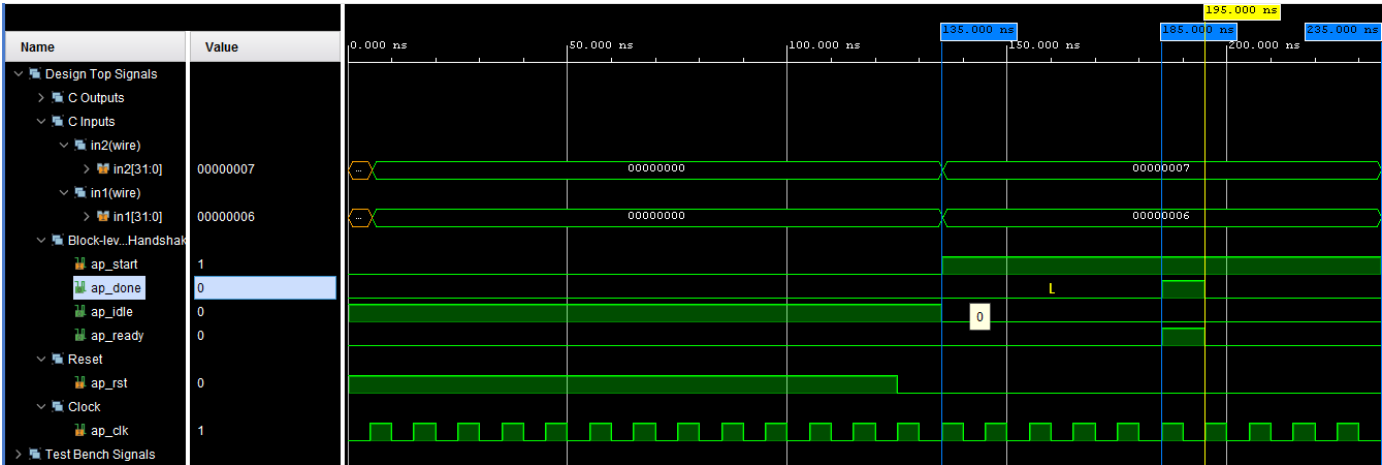 195.000 ns
135.000 ns 185.000 ns 235.000 ns
Name Value 0.000 ns 50.000 ns 100.000 ns 150.000 ns 200.000 ns
Design Top Signals
C Outputs
C Inputs
in2(wire)
in2[31:0] 00000007 ... 00000000 00000007
in1(wire)
in1[31:0] 00000006 ... 00000000 00000006
Block-lev...Handshak
ap_start 1
ap_done 0 L
ap_idle 0 0
ap_ready 0
Reset
ap_rst 0
Clock
ap_clk 1
Test Bench Signals